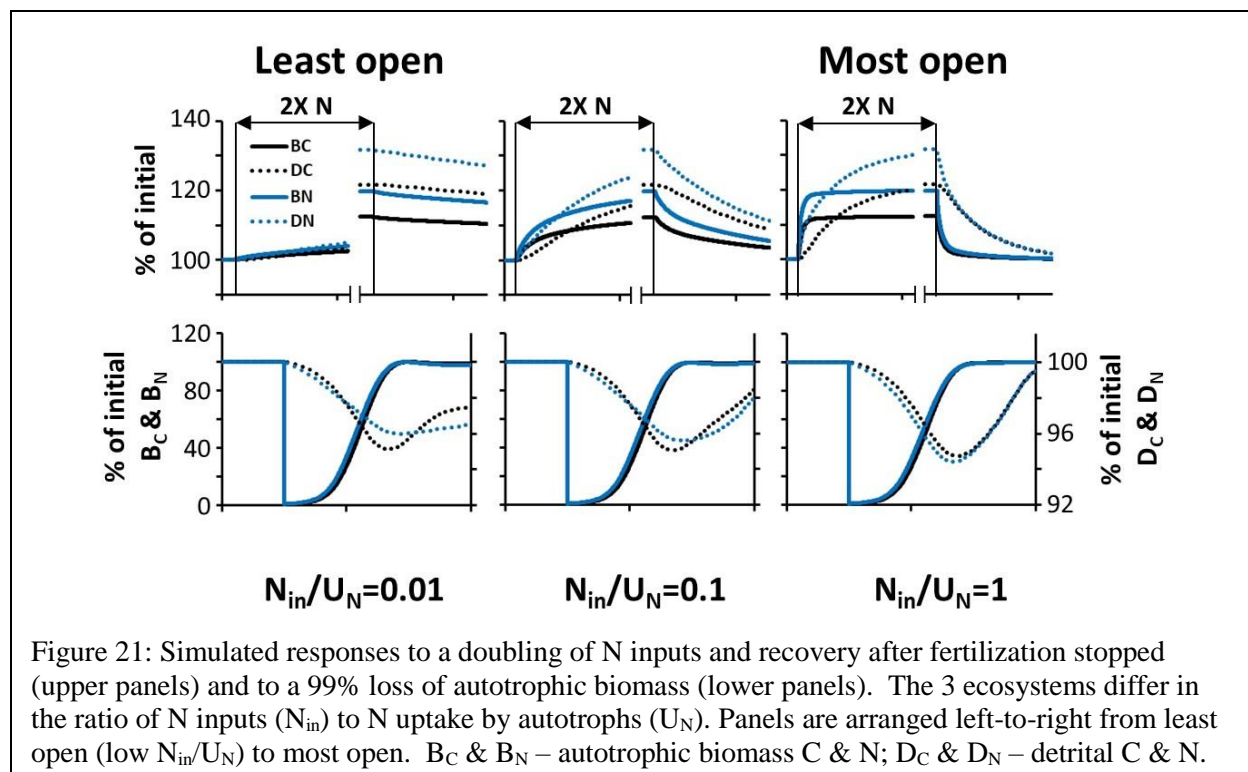 Least open
Most open
2X N
2X N
2X N
% of initial
140
120
100
BC
DC
BN
DN
% of initial
B_C & B_N
120
100
80
60
40
20
0
100
98
96
94
92
% of initial
D_C & D_N
N_in/U_N=0.01
N_in/U_N=0.1
N_in/U_N=1
Figure 21: Simulated responses to a doubling of N inputs and recovery after fertilization stopped
(upper panels) and to a 99% loss of autotrophic biomass (lower panels). The 3 ecosystems differ in
the ratio of N inputs (N_in) to N uptake by autotrophs (U_N). Panels are arranged left-to-right from least
open (low N_in/U_N) to most open. B_C & B_N – autotrophic biomass C & N; D_C & D_N – detrital C & N.